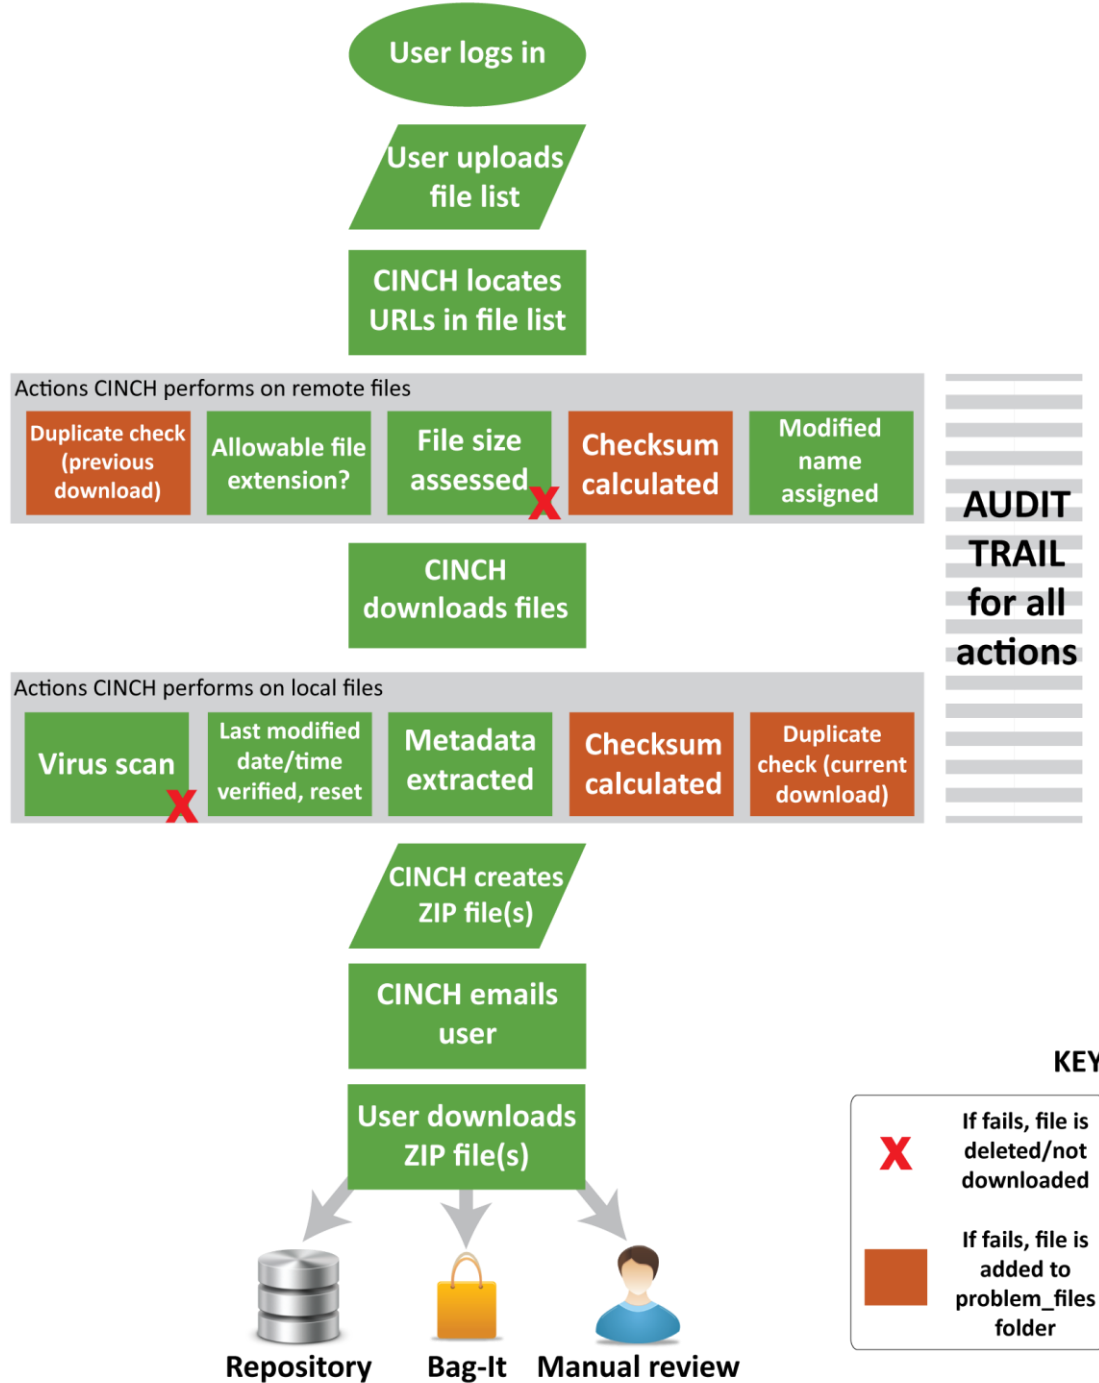 User logs in
User uploads
file list
CINCH locates
URLs in file list
Actions CINCH performs on remote files
Duplicate check
(previous
download)
Allowable file
extension?
File size
assessed
X
Checksum
calculated
Modified
name
assigned
CINCH
downloads files
AUDIT
TRAIL
for all
actions
Actions CINCH performs on local files
Virus scan
X
Last modified
date/time
verified, reset
Metadata
extracted
Checksum
calculated
Duplicate
check (current
download)
CINCH creates
ZIP file(s)
CINCH emails
user
User downloads
ZIP file(s)
Repository
Bag-It
Manual review
KEY
X
If fails, file is
deleted/not
downloaded
If fails, file is
added to
problem_files
folder